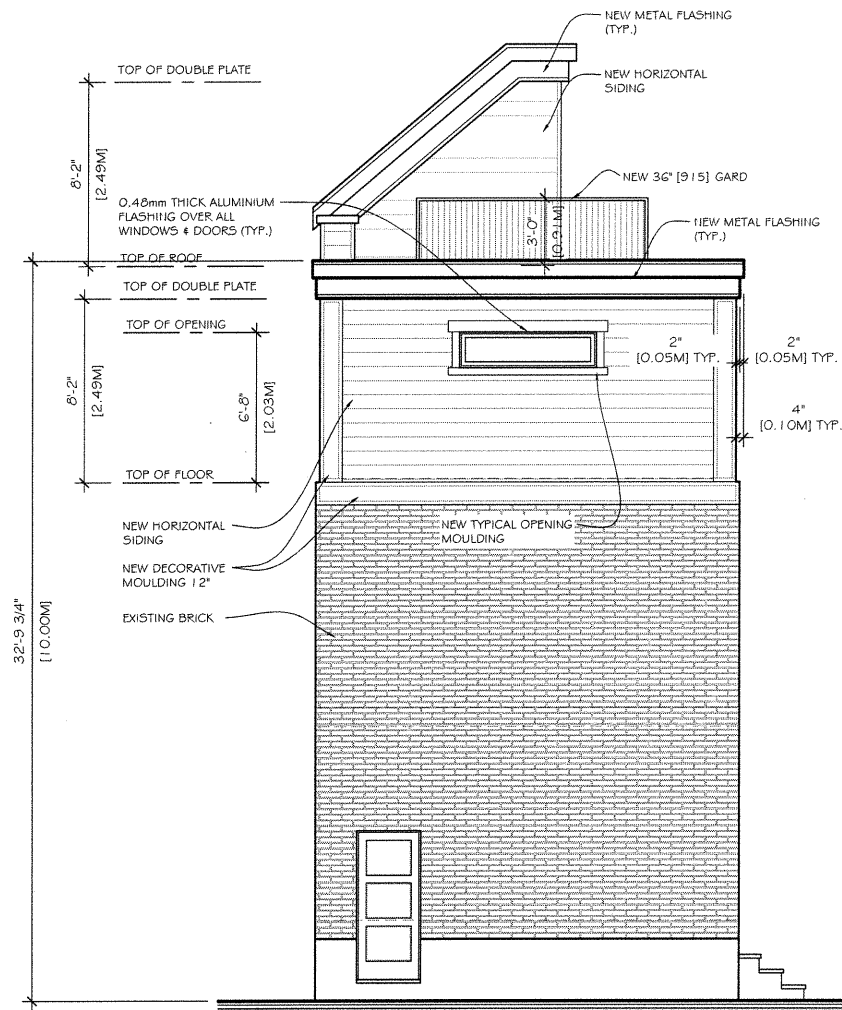 NEW METAL FLASHING
(TYP.)
TOP OF DOUBLE PLATE
NEW HORIZONTAL
SIDING
8'-2"
[2.49M]
NEW 36" [915] GARD
0.48mm THICK ALUMINIUM
FLASHING OVER ALL
WINDOWS & DOORS (TYP.)
3'-0"
[0.91M]
NEW METAL FLASHING
(TYP.)
TOP OF ROOF
TOP OF DOUBLE PLATE
TOP OF OPENING
2"
[0.05M] TYP.
2"
[0.05M] TYP.
8'-2"
[2.49M]
6'-8"
[2.03M]
4"
[0.10M] TYP.
TOP OF FLOOR
NEW HORIZONTAL
SIDING
NEW TYPICAL OPENING
MOULDING
NEW DECORATIVE
MOULDING 12"
EXISTING BRICK
32'-9 3/4"
[10.00M]